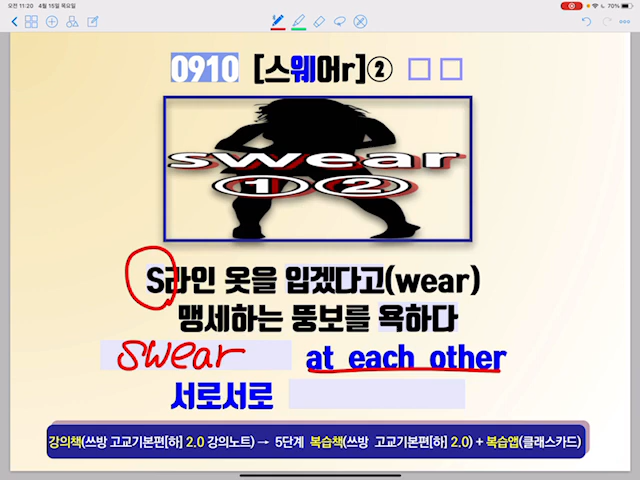 오전 11:20 4월 15일 목요일
70%
0910 [스웨어r]② □ □
swear
① ②
S라인 옷을 입겠다고(wear)
맹세하는 뚱보를 욕하다
swear at each other
서로서로
강의책(쓰방 고교기본편[하] 2.0 강의노트) → 5단계 복습책(쓰방 고교기본편[하] 2.0) + 복습앱(클래스카드)